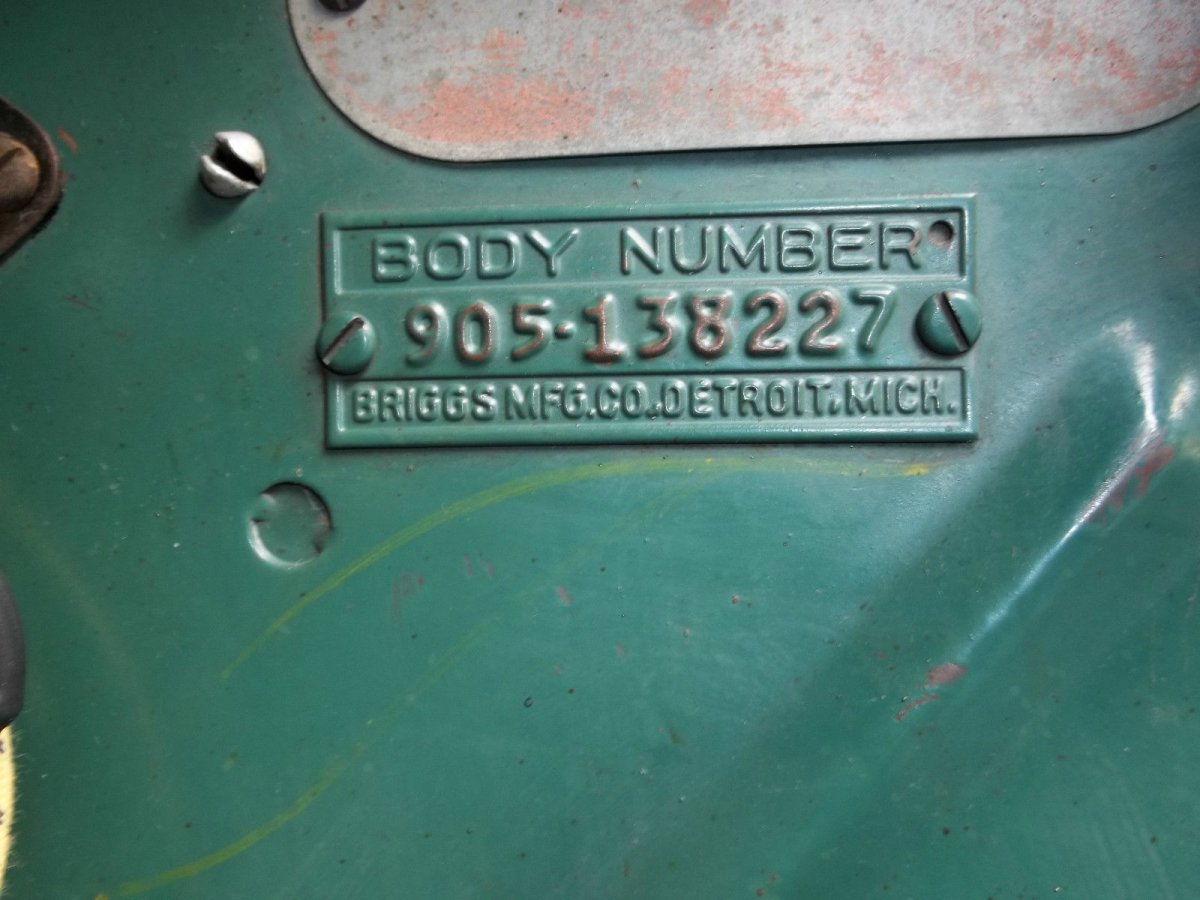 BODY NUMBER
905-138227
BRIGGS MFG.CO.DETROIT.MICH.